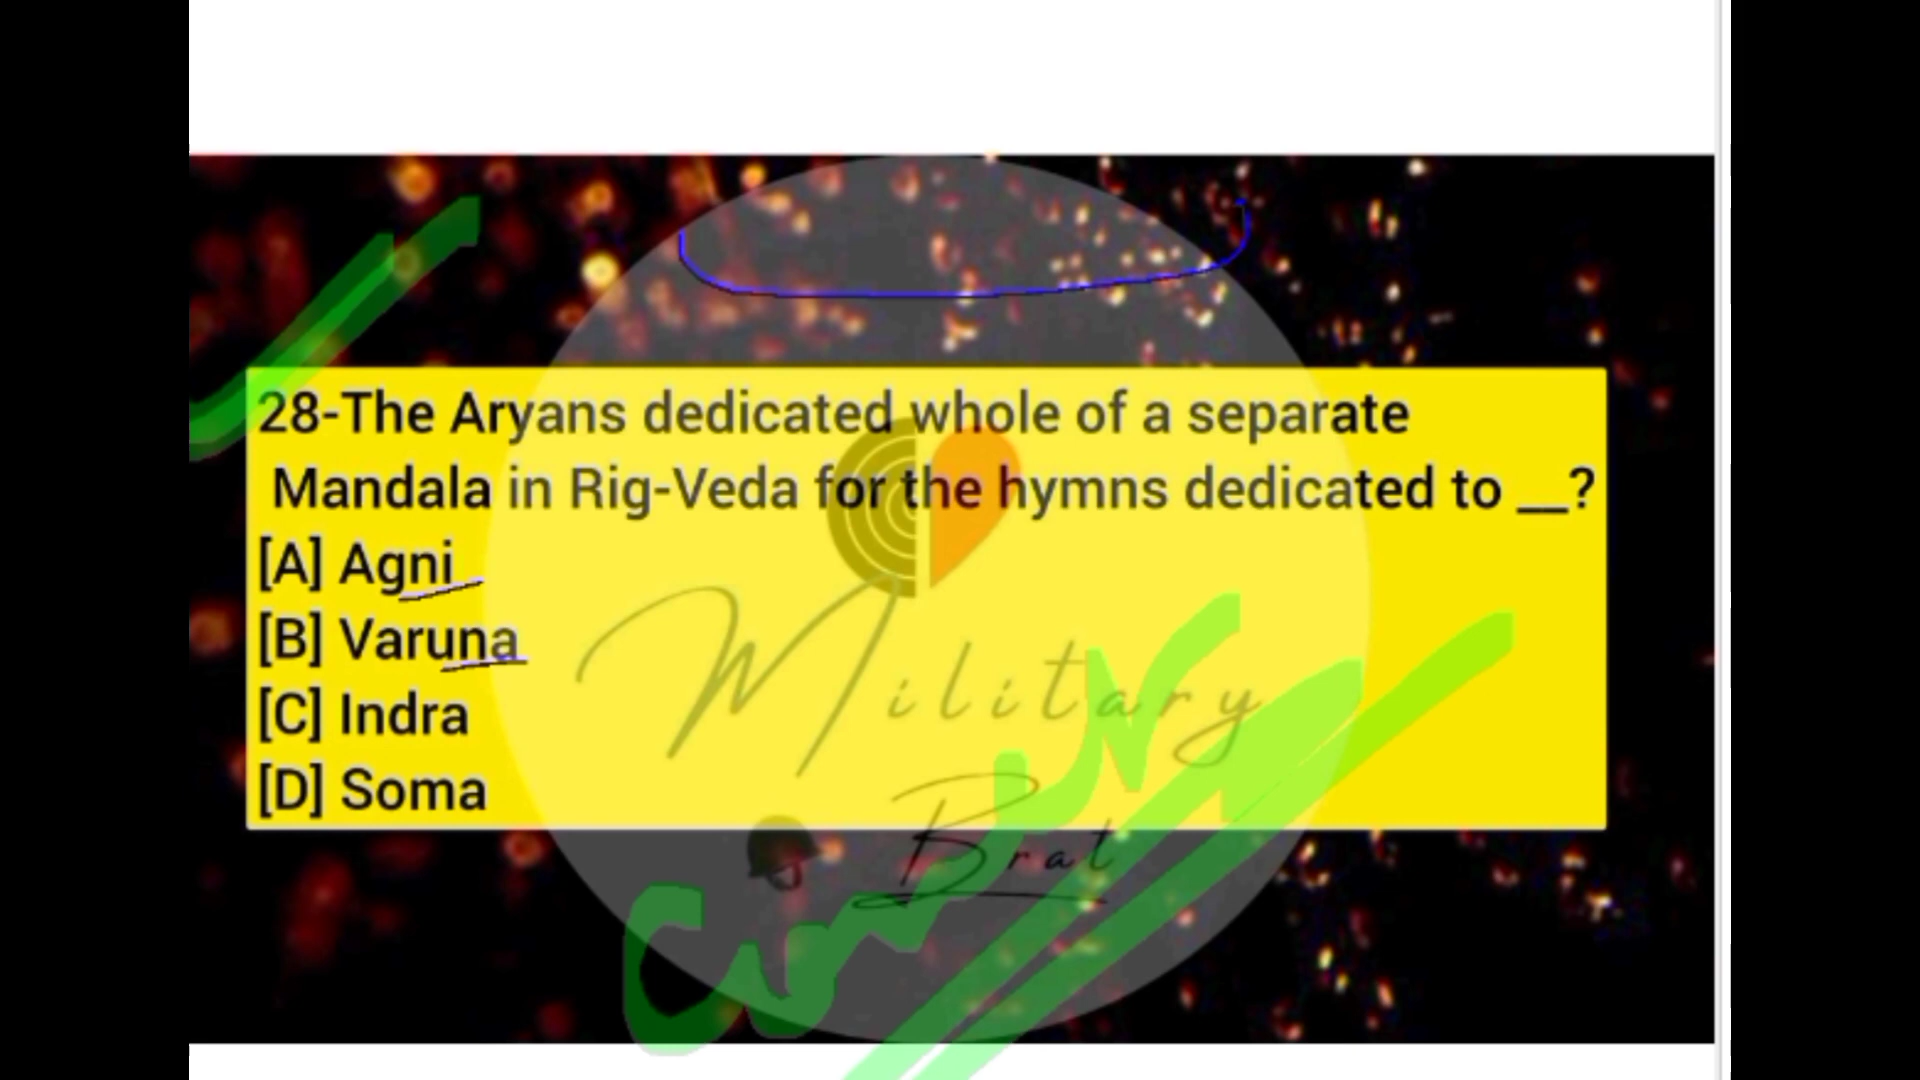 28-The Aryans dedicated whole of a separate
Mandala in Rig-Veda for the hymns dedicated to __?
[A] Agni
[B] Varuna
[C] Indra
[D] Soma
Military
Brat